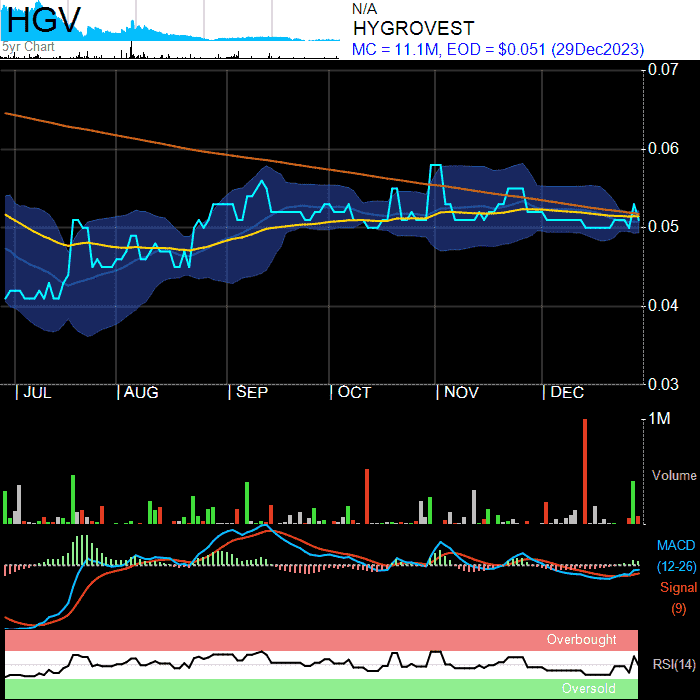 HGV
5yr Chart
N/A
HYGROVEST
MC = 11.1M, EOD = $0.051 (29Dec2023)
0.07
0.06
0.05
0.04
0.03
JUL AUG SEP OCT NOV DEC
1M
Volume
MACD
(12-26)
Signal
(9)
Overbought
RSI(14)
Oversold